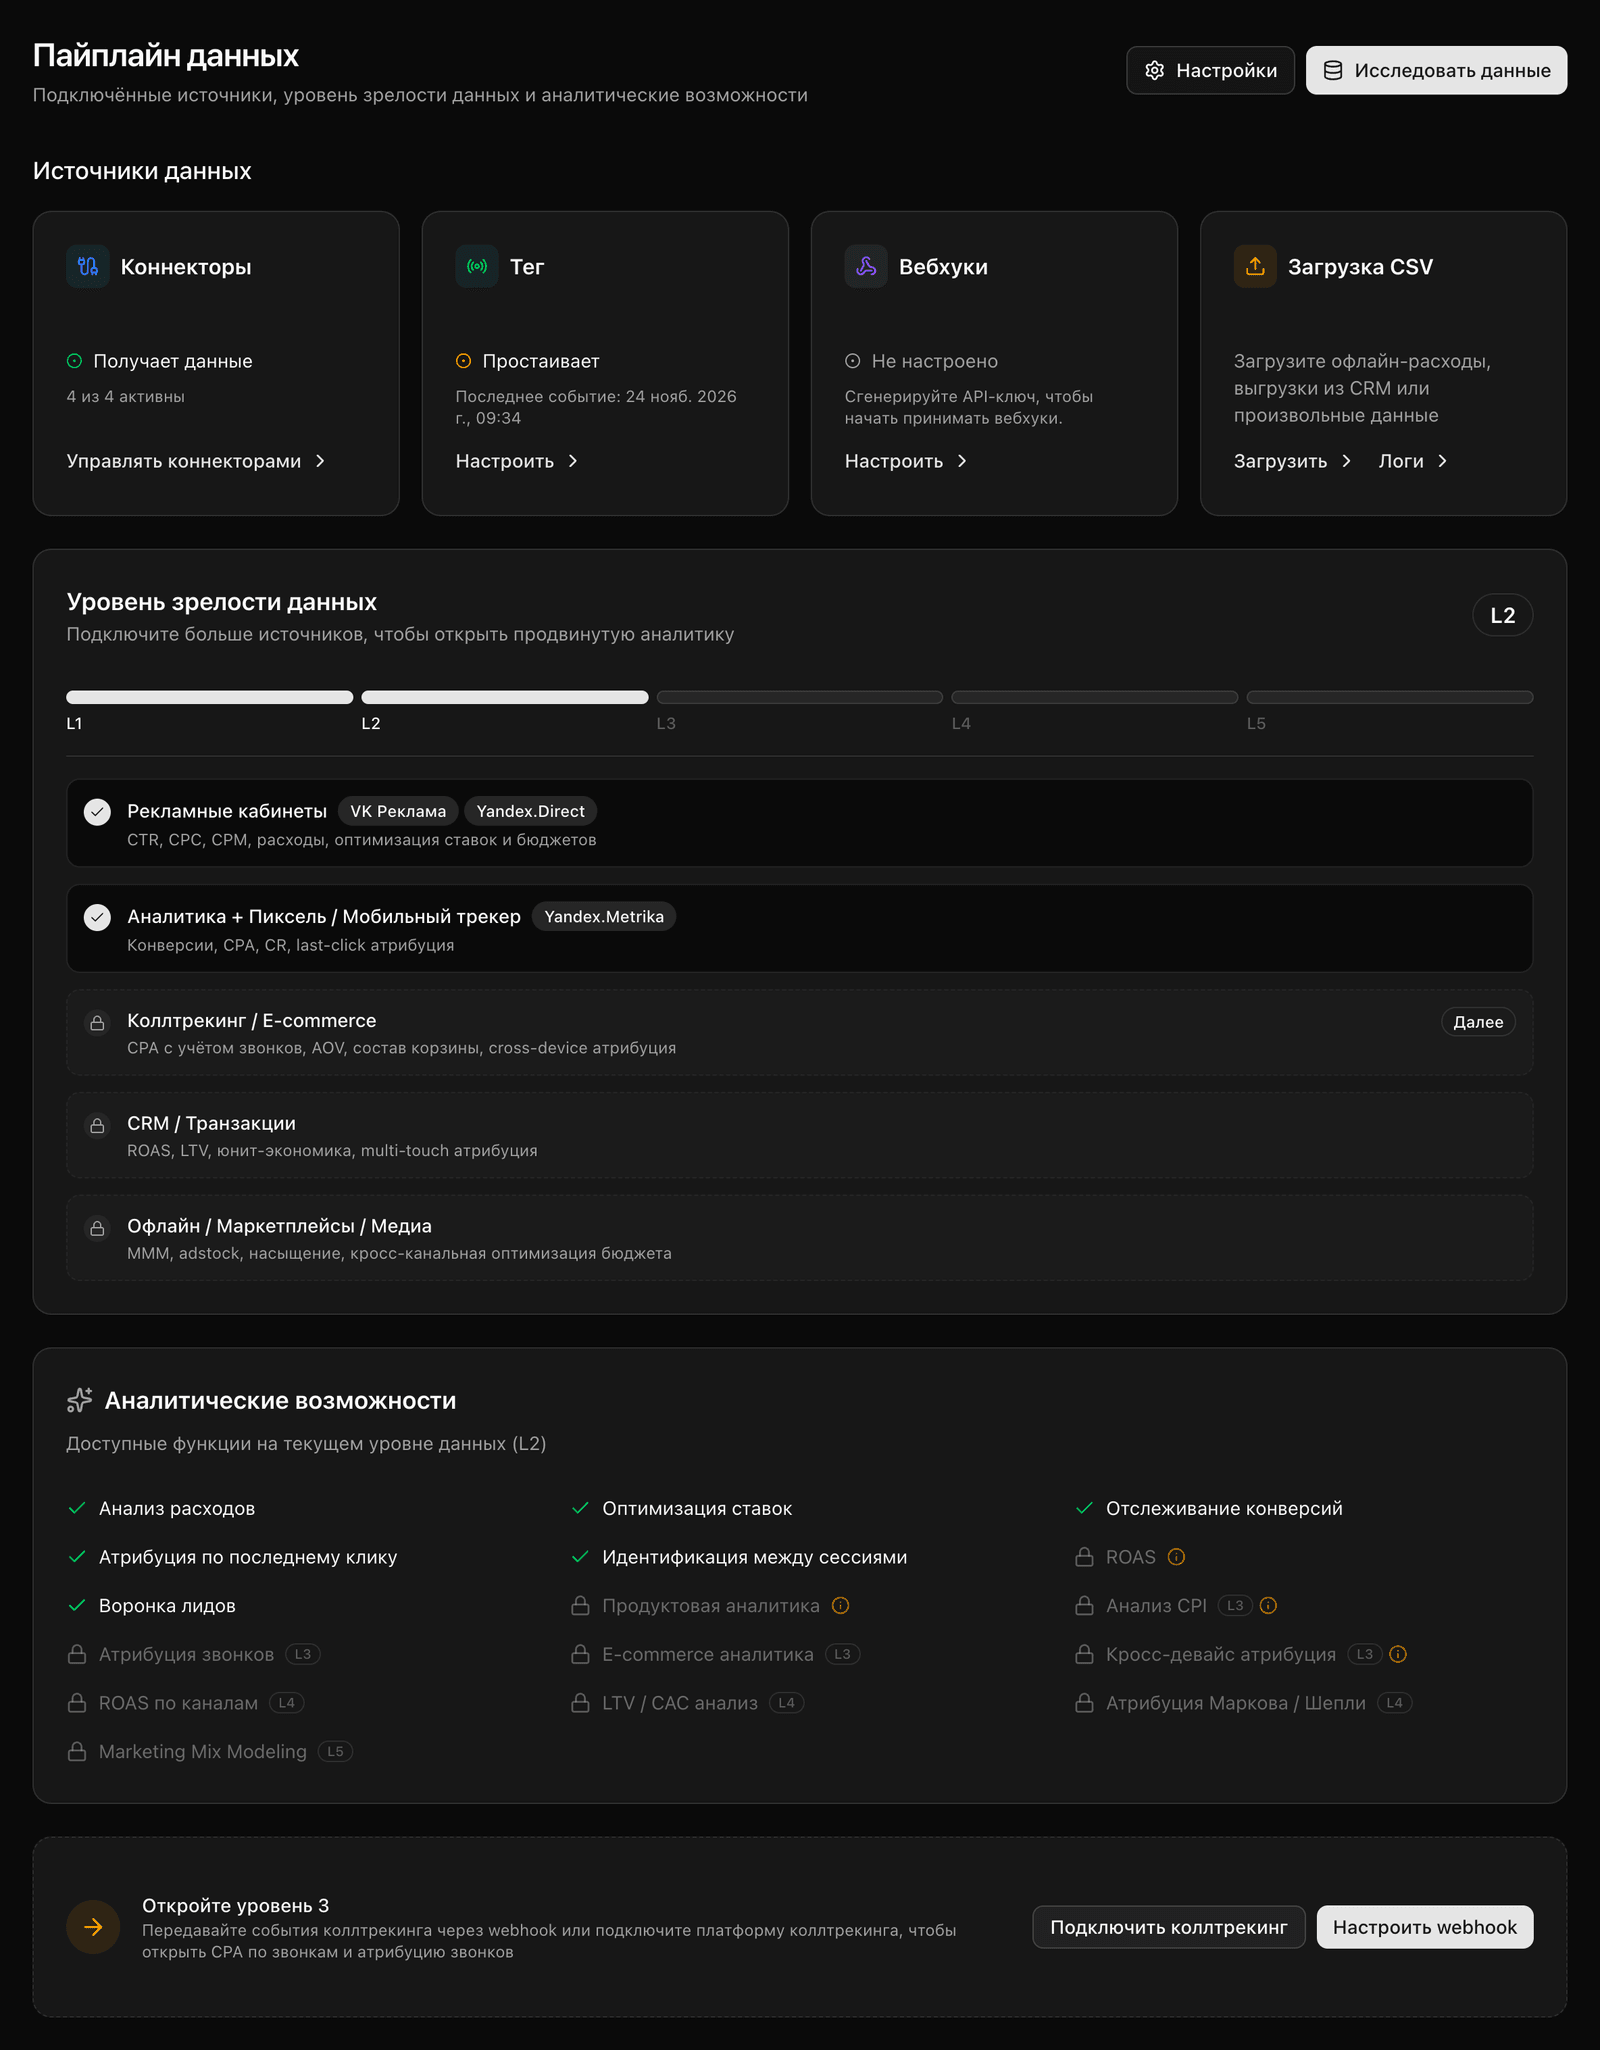 Пайплайн данных
Подключённые источники, уровень зрелости данных и аналитические возможности
Настройки
Исследовать данные
Источники данных
Коннекторы
Получает данные
4 из 4 активны
Управлять коннекторами
Тег
Простаивает
Последнее событие: 24 нояб. 2026
г., 09:34
Настроить
Вебхуки
Не настроено
Сгенерируйте API-ключ, чтобы
начать принимать вебхуки.
Настроить
Загрузка CSV
Загрузите офлайн-расходы,
выгрузки из CRM или
произвольные данные
Загрузить
Логи
Уровень зрелости данных
Подключите больше источников, чтобы открыть продвинутую аналитику
L2
L1
L2
L3
L4
L5
Рекламные кабинеты VK Реклама Yandex.Direct
CTR, CPC, CPM, расходы, оптимизация ставок и бюджетов
Аналитика + Пиксель / Мобильный трекер Yandex.Metrika
Конверсии, CPA, CR, last-click атрибуция
Коллтрекинг / E-commerce
Далее
CPA с учётом звонков, AOV, состав корзины, cross-device атрибуция
CRM / Транзакции
ROAS, LTV, юнит-экономика, multi-touch атрибуция
Офлайн / Маркетплейсы / Медиа
MMM, adstock, насыщение, кросс-канальная оптимизация бюджета
Аналитические возможности
Доступные функции на текущем уровне данных (L2)
Анализ расходов
Оптимизация ставок
Отслеживание конверсий
Атрибуция по последнему клику
Идентификация между сессиями
ROAS
Воронка лидов
Продуктовая аналитика
Анализ CPI L3
Атрибуция звонков L3
E-commerce аналитика L3
Кросс-девайс атрибуция L3
ROAS по каналам L4
LTV / CAC анализ L4
Атрибуция Маркова / Шепли L4
Marketing Mix Modeling L5
Откройте уровень 3
Передавайте события коллтрекинга через webhook или подключите платформу коллтрекинга, чтобы
открыть CPA по звонкам и атрибуцию звонков
Подключить коллтрекинг
Настроить webhook